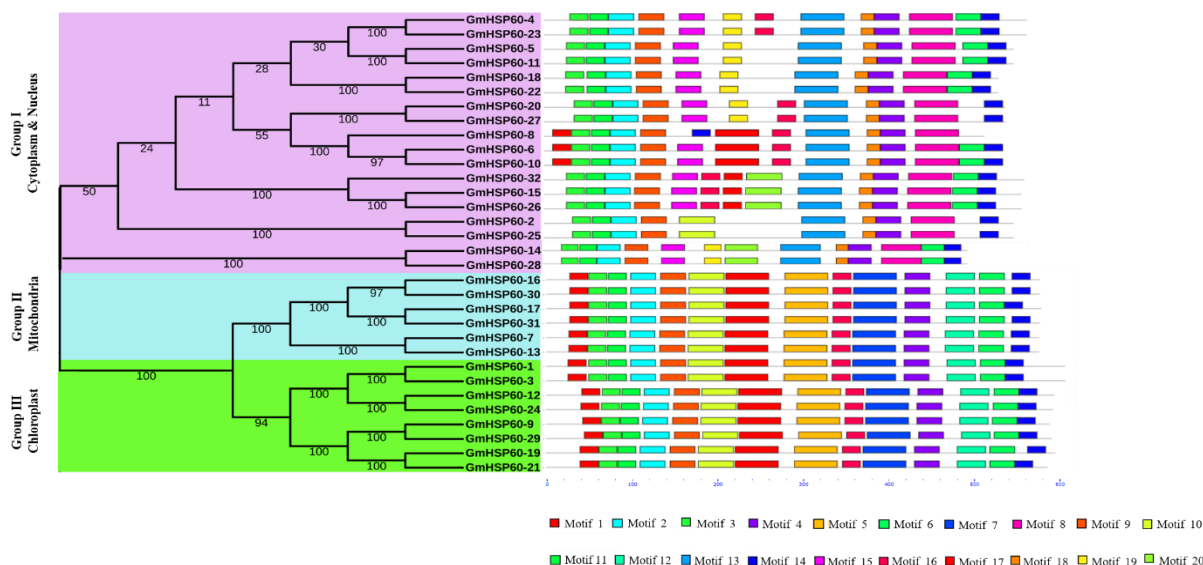 Group I
Cytoplasm & Nucleus
Group II
Mitochondria
Group III
Chloroplast
GmHSP60-4
GmHSP60-23
GmHSP60-5
GmHSP60-11
GmHSP60-18
GmHSP60-22
GmHSP60-20
GmHSP60-27
GmHSP60-8
GmHSP60-6
GmHSP60-10
GmHSP60-32
GmHSP60-15
GmHSP60-26
GmHSP60-2
GmHSP60-25
GmHSP60-14
GmHSP60-28
GmHSP60-16
GmHSP60-30
GmHSP60-17
GmHSP60-31
GmHSP60-7
GmHSP60-13
GmHSP60-1
GmHSP60-3
GmHSP60-12
GmHSP60-24
GmHSP60-9
GmHSP60-29
GmHSP60-19
GmHSP60-21
100
30
100
28
100
11
100
55
100
97
24
100
100
50
100
100
97
100
100
100
100
100
100
100
94
100
100
100
0 100 200 300 400 500 600
Motif 1 Motif 2 Motif 3 Motif 4 Motif 5 Motif 6 Motif 7 Motif 8 Motif 9 Motif 10
Motif 11 Motif 12 Motif 13 Motif 14 Motif 15 Motif 16 Motif 17 Motif 18 Motif 19 Motif 20